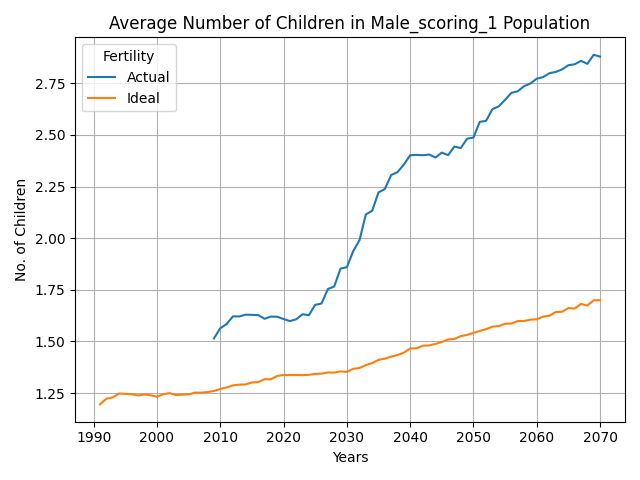 Average Number of Children in Male_scoring_1 Population
Fertility
Actual
Ideal
No. of Children
2.75
2.50
2.25
2.00
1.75
1.50
1.25
1990 2000 2010 2020 2030 2040 2050 2060 2070
Years